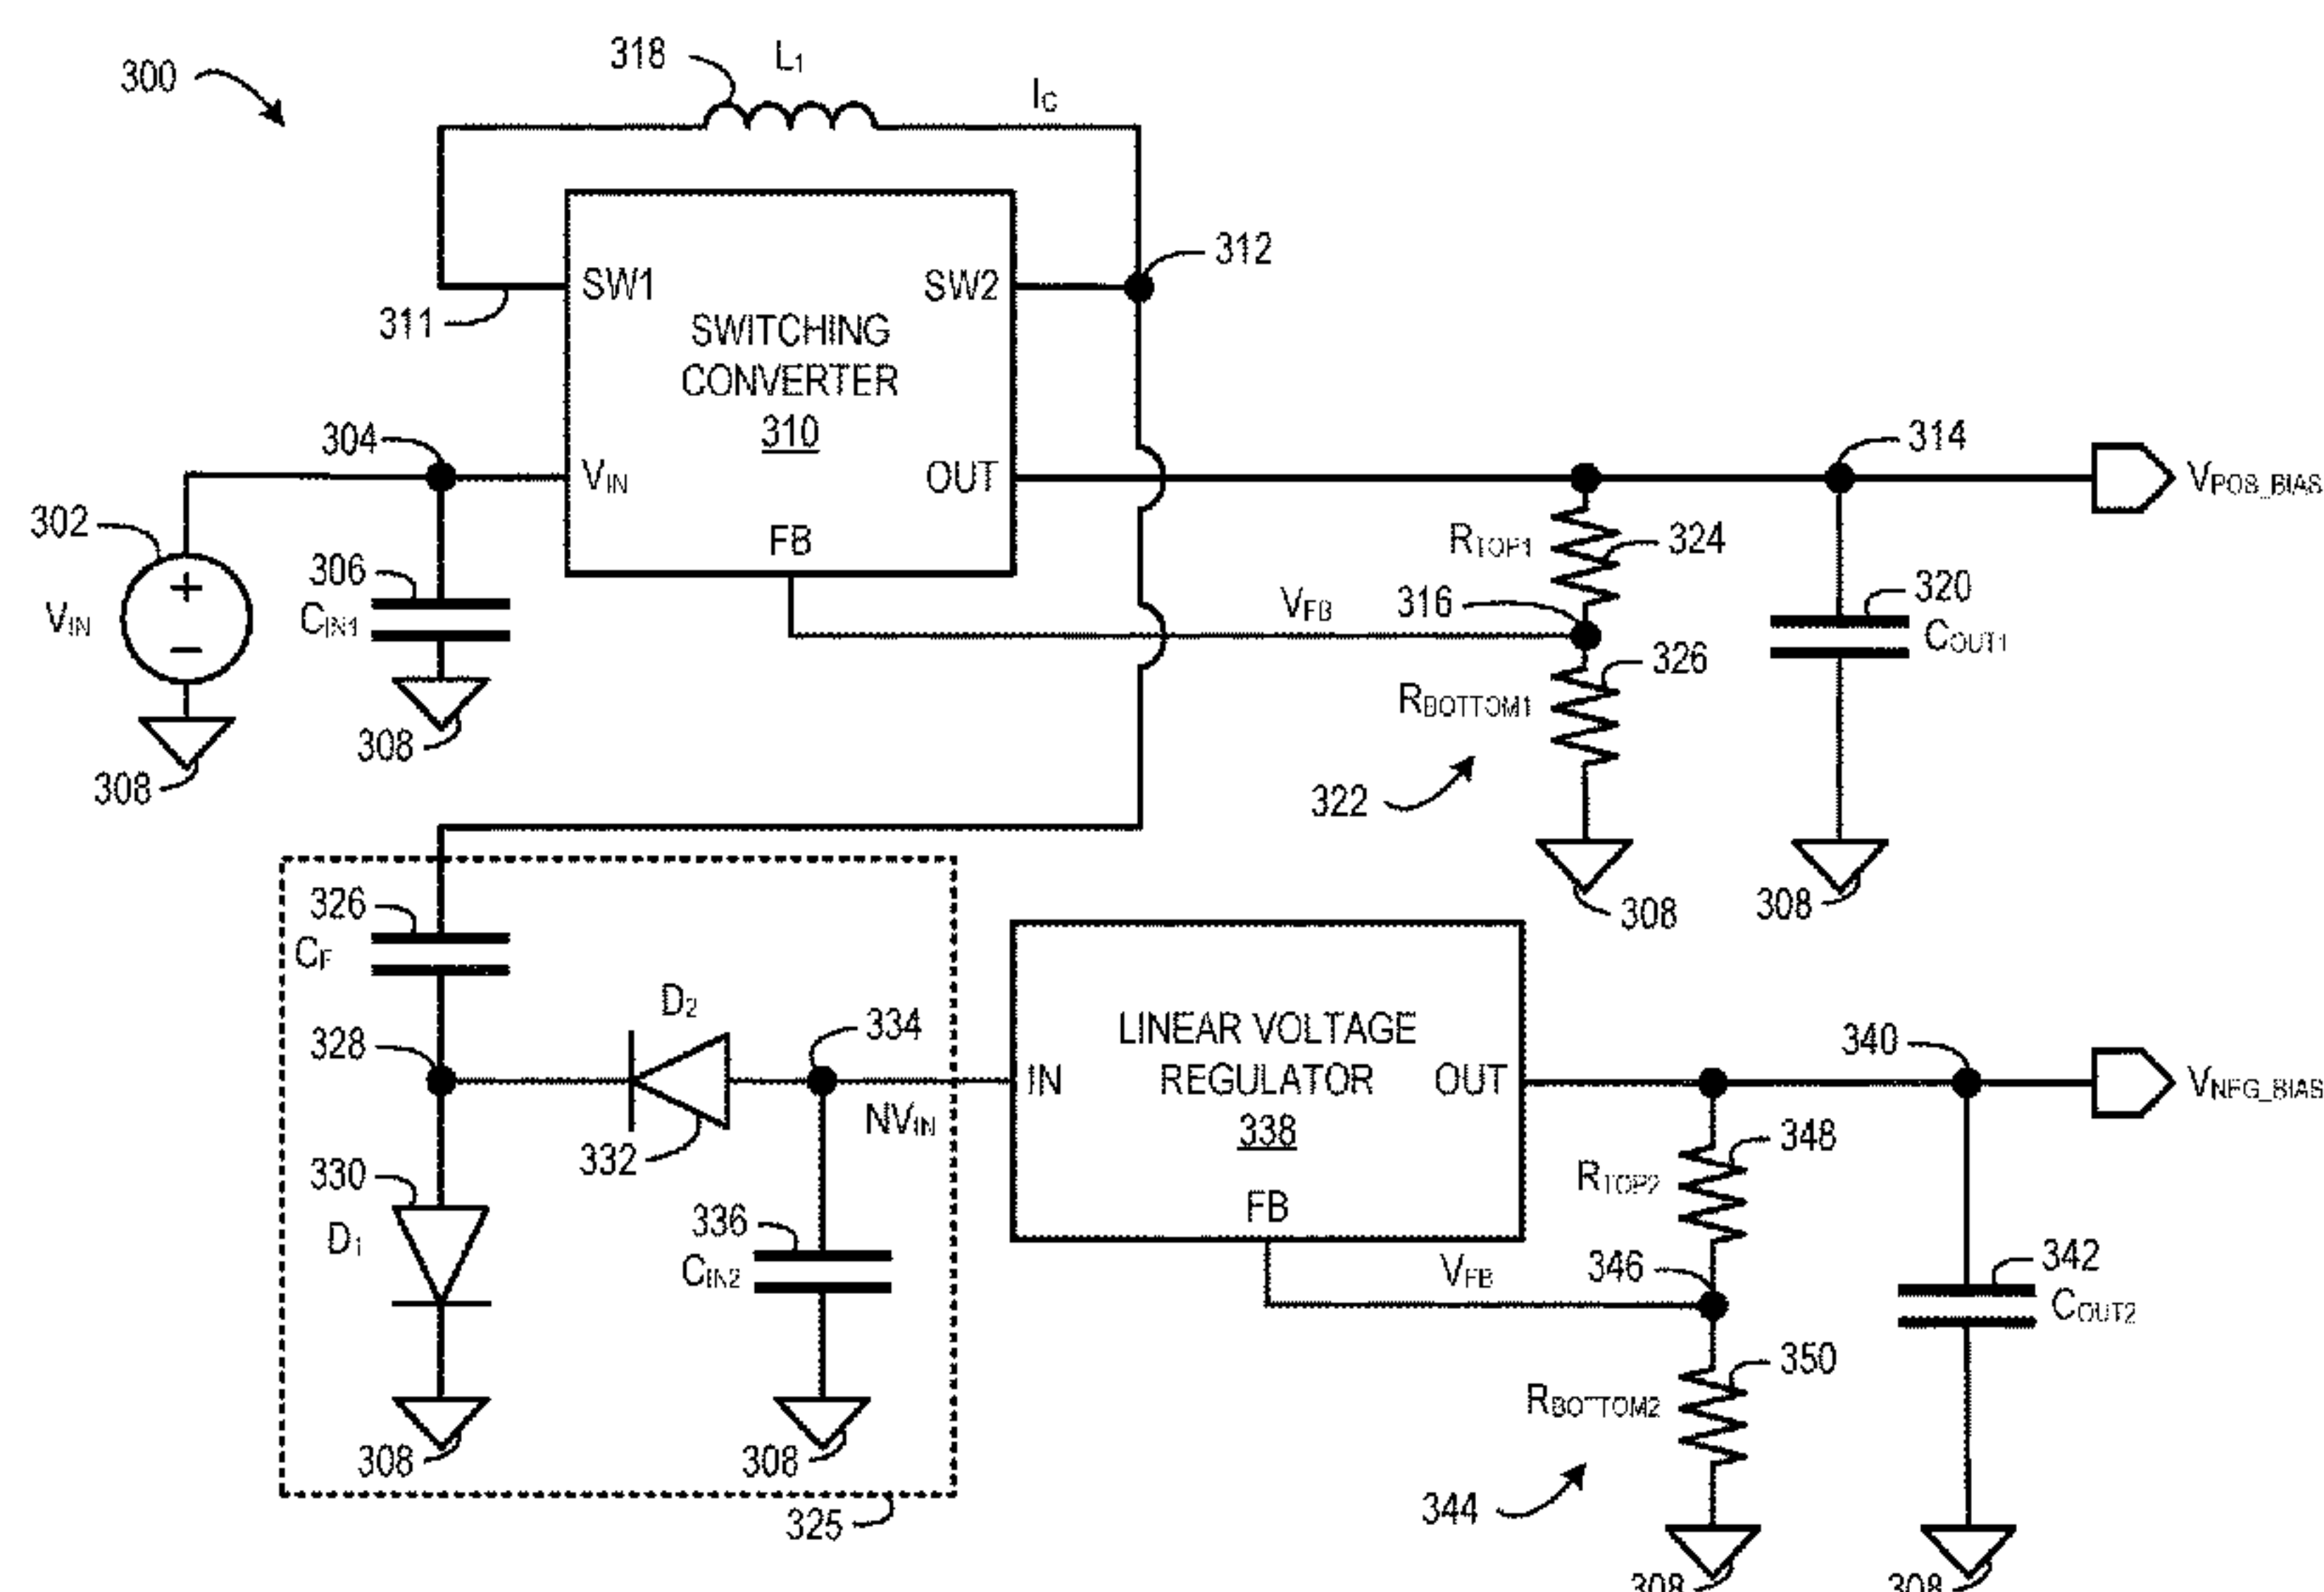 300
318
L1
IC
SW1
SW2
312
311
SWITCHING
CONVERTER
310
304
VIN
OUT
314
VPOS_BIAS
302
VIN
306
CIN1
FB
RTOP1
324
VFB
316
320
COUT1
326
RBOTTOM1
308
308
322
308
308
326
CF
D2
328
334
LINEAR VOLTAGE
REGULATOR
338
IN
OUT
340
VNEG_BIAS
NVIN
332
330
D1
336
CIN2
FB
348
RTOP2
VFB
346
342
COUT2
350
RBOTTOM2
308
308
325
344
308
308